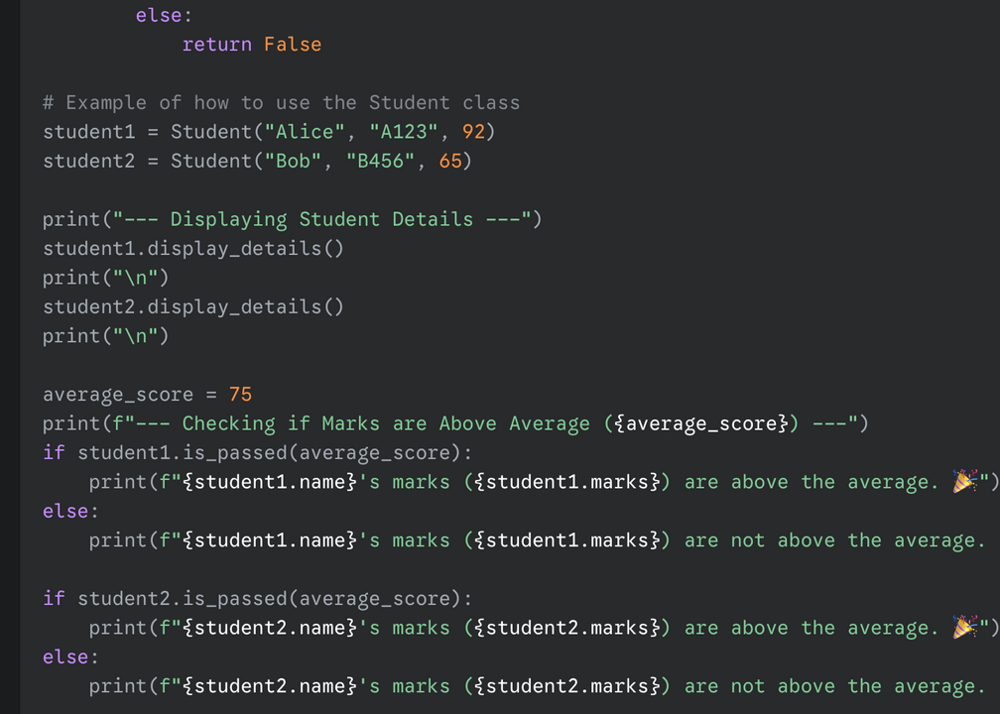 else:
return False
# Example of how to use the Student class
student1 = Student("Alice", "A123", 92)
student2 = Student("Bob", "B456", 65)
print("--- Displaying Student Details ---")
student1.display_details()
print("\n")
student2.display_details()
print("\n")
average_score = 75
print(f"--- Checking if Marks are Above Average ({average_score}) ---")
if student1.is_passed(average_score):
print(f"{student1.name}'s marks ({student1.marks}) are above the average. 🎉")
else:
print(f"{student1.name}'s marks ({student1.marks}) are not above the average.
if student2.is_passed(average_score):
print(f"{student2.name}'s marks ({student2.marks}) are above the average. 🎉")
else:
print(f"{student2.name}'s marks ({student2.marks}) are not above the average.